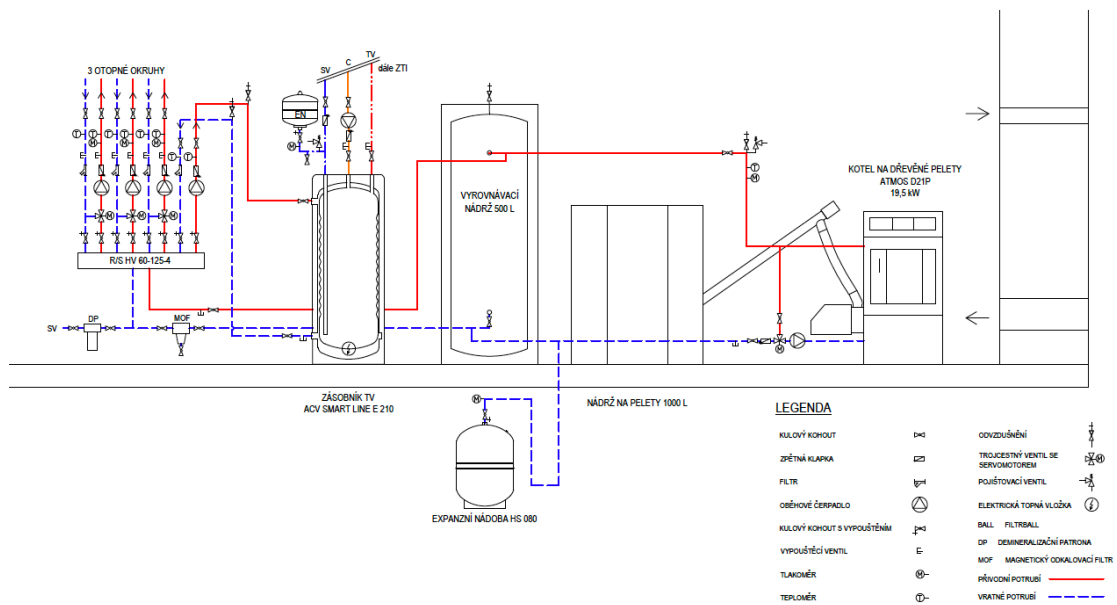 3 OTOPNÉ OKRUHY
SV
C
TV
dále ZTI
EN
M
T
T
M
T
T
M
T
T
M
T
T
M
M
M
R/S HV 60-125-4
SV
DP
MOF
VYROVNÁVACÍ
NÁDRŽ 500 L
T
M
KOTEL NA DŘEVĚNÉ PELETY
ATMOS D21P
19,5 kW
M
ZÁSOBNÍK TV
ACV SMART LINE E 210
NÁDRŽ NA PELETY 1000 L
M
EXPANZNÍ NÁDOBA HS 080
LEGENDA
KULOVÝ KOHOUT
ZPĚTNÁ KLAPKA
FILTR
OBĚHOVÉ ČERPADLO
KULOVÝ KOHOUT S VYPOUŠTĚNÍM
VYPOUŠTĚCÍ VENTIL
TLAKOMĚR
M
TEPLOMĚR
T
ODVZDUŠNĚNÍ
TROJCESTNÝ VENTIL SE
SERVOMOTOREM
M
POJIŠTOVACÍ VENTIL
ELEKTRICKÁ TOPNÁ VLOŽKA
BALL FILTRBALL
DP DEMINERALIZAČNÍ PATRONA
MOF MAGNETICKÝ ODKALOVACÍ FILTR
PŘÍVODNÍ POTRUBÍ
VRATNÉ POTRUBÍ